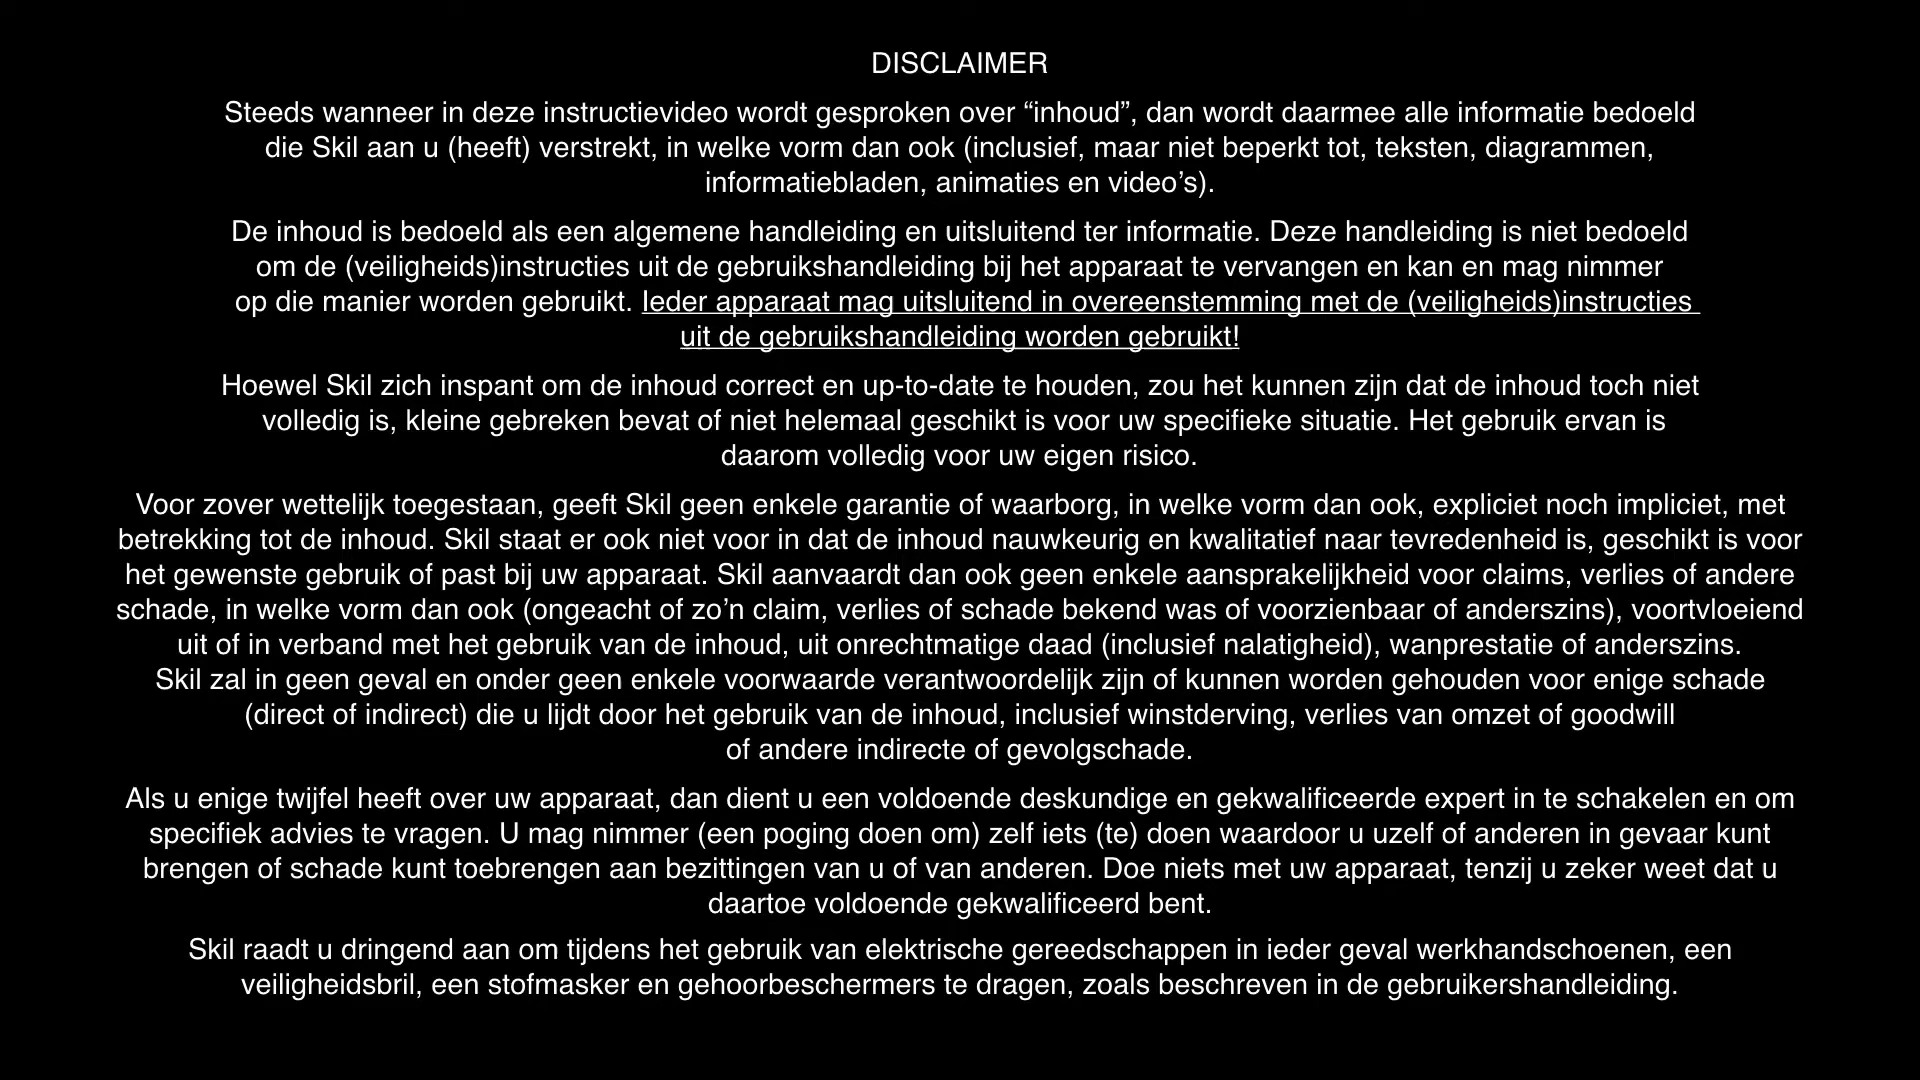 DISCLAIMER
Steeds wanneer in deze instructievideo wordt gesproken over “inhoud”, dan wordt daarmee alle informatie bedoeld
die Skil aan u (heeft) verstrekt, in welke vorm dan ook (inclusief, maar niet beperkt tot, teksten, diagrammen,
informatiebladen, animaties en video’s).
De inhoud is bedoeld als een algemene handleiding en uitsluitend ter informatie. Deze handleiding is niet bedoeld
om de (veiligheids)instructies uit de gebruikshandleiding bij het apparaat te vervangen en kan en mag nimmer
op die manier worden gebruikt. Ieder apparaat mag uitsluitend in overeenstemming met de (veiligheids)instructies
uit de gebruikshandleiding worden gebruikt!
Hoewel Skil zich inspant om de inhoud correct en up-to-date te houden, zou het kunnen zijn dat de inhoud toch niet
volledig is, kleine gebreken bevat of niet helemaal geschikt is voor uw specifieke situatie. Het gebruik ervan is
daarom volledig voor uw eigen risico.
Voor zover wettelijk toegestaan, geeft Skil geen enkele garantie of waarborg, in welke vorm dan ook, expliciet noch impliciet, met
betrekking tot de inhoud. Skil staat er ook niet voor in dat de inhoud nauwkeurig en kwalitatief naar tevredenheid is, geschikt is voor
het gewenste gebruik of past bij uw apparaat. Skil aanvaardt dan ook geen enkele aansprakelijkheid voor claims, verlies of andere
schade, in welke vorm dan ook (ongeacht of zo’n claim, verlies of schade bekend was of voorzienbaar of anderszins), voortvloeiend
uit of in verband met het gebruik van de inhoud, uit onrechtmatige daad (inclusief nalatigheid), wanprestatie of anderszins.
Skil zal in geen geval en onder geen enkele voorwaarde verantwoordelijk zijn of kunnen worden gehouden voor enige schade
(direct of indirect) die u lijdt door het gebruik van de inhoud, inclusief winstderving, verlies van omzet of goodwill
of andere indirecte of gevolgschade.
Als u enige twijfel heeft over uw apparaat, dan dient u een voldoende deskundige en gekwalificeerde expert in te schakelen en om
specifiek advies te vragen. U mag nimmer (een poging doen om) zelf iets (te) doen waardoor u uzelf of anderen in gevaar kunt
brengen of schade kunt toebrengen aan bezittingen van u of van anderen. Doe niets met uw apparaat, tenzij u zeker weet dat u
daartoe voldoende gekwalificeerd bent.
Skil raadt u dringend aan om tijdens het gebruik van elektrische gereedschappen in ieder geval werkhandschoenen, een
veiligheidsbril, een stofmasker en gehoorbeschermers te dragen, zoals beschreven in de gebruikershandleiding.